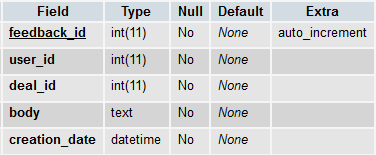 Field Type Null Default Extra
feedback_id int(11) No None auto_increment
user_id int(11) No None
deal_id int(11) No None
body text No None
creation_date datetime No None